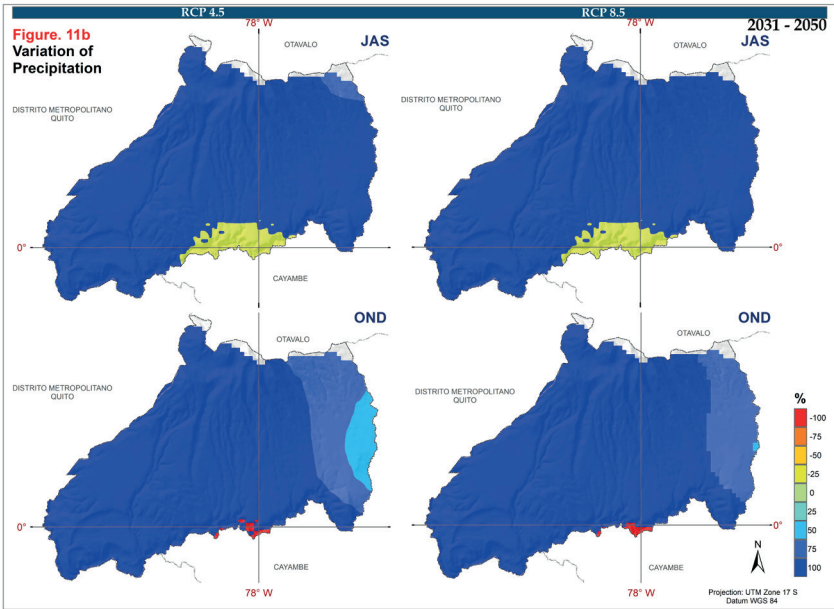 RCP 4.5
RCP 8.5
Figure. 11b
Variation of
Precipitation
78° W
78° W
2031 - 2050
OTAVALO
JAS
OTAVALO
JAS
DISTRITO METROPOLITANO
QUITO
DISTRITO METROPOLITANO
QUITO
0°
0°
CAYAMBE
CAYAMBE
OND
OND
OTAVALO
OTAVALO
DISTRITO METROPOLITANO
QUITO
DISTRITO METROPOLITANO
QUITO
%
-100
-75
-50
-25
0
25
50
75
100
0°
0°
CAYAMBE
CAYAMBE
N
78° W
78° W
Projection: UTM Zone 17 S
Datum WGS 84